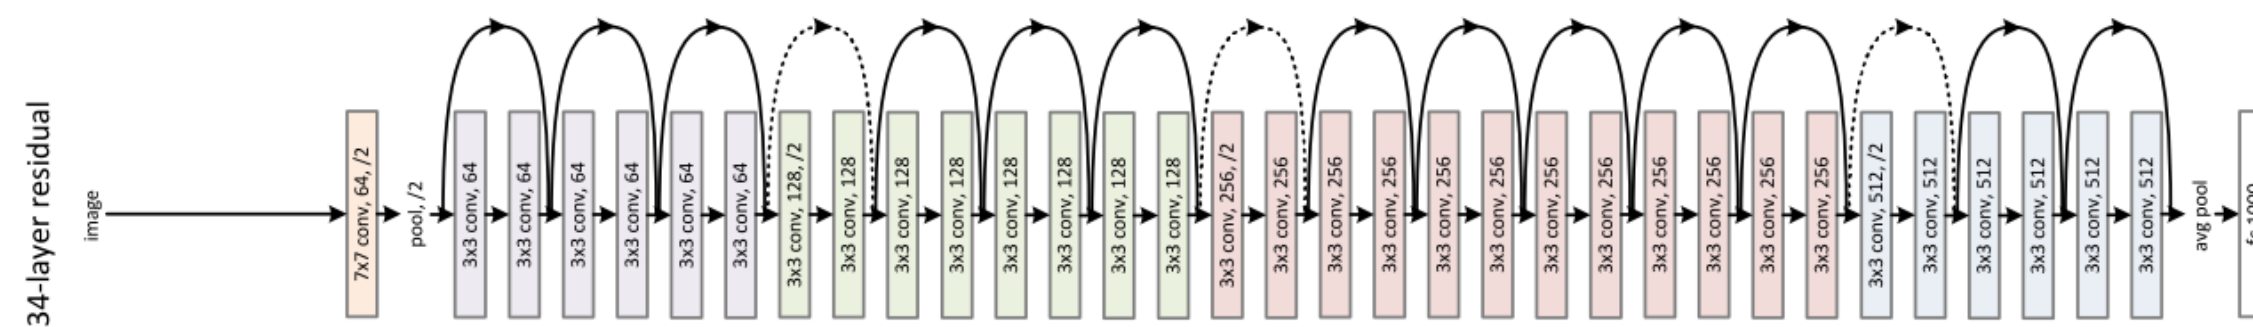 34-layer residual
image
7x7 conv, 64, /2
pool, /2
3x3 conv, 64
3x3 conv, 64
3x3 conv, 64
3x3 conv, 64
3x3 conv, 64
3x3 conv, 64
3x3 conv, 128, /2
3x3 conv, 128
3x3 conv, 128
3x3 conv, 128
3x3 conv, 128
3x3 conv, 128
3x3 conv, 128
3x3 conv, 128
3x3 conv, 256, /2
3x3 conv, 256
3x3 conv, 256
3x3 conv, 256
3x3 conv, 256
3x3 conv, 256
3x3 conv, 256
3x3 conv, 256
3x3 conv, 256
3x3 conv, 256
3x3 conv, 256
3x3 conv, 256
3x3 conv, 512, /2
3x3 conv, 512
3x3 conv, 512
3x3 conv, 512
3x3 conv, 512
3x3 conv, 512
avg pool